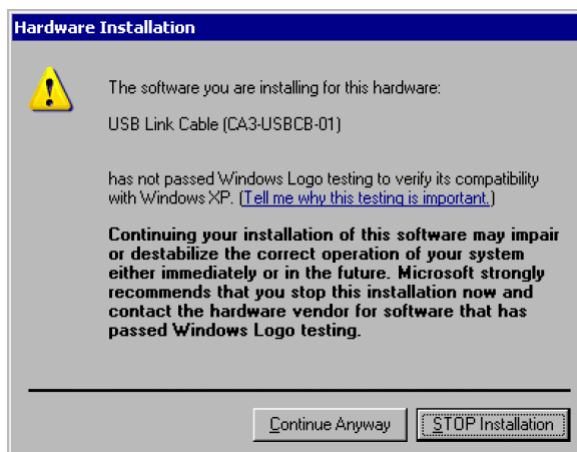 Hardware Installation
The software you are installing for this hardware:
USB Link Cable (CA3-USBCB-01)
has not passed Windows Logo testing to verify its compatibility
with Windows XP. (Tell me why this testing is important.)
Continuing your installation of this software may impair
or destabilize the correct operation of your system
either immediately or in the future. Microsoft strongly
recommends that you stop this installation now and
contact the hardware vendor for software that has
passed Windows Logo testing.
Continue Anyway STOP Installation